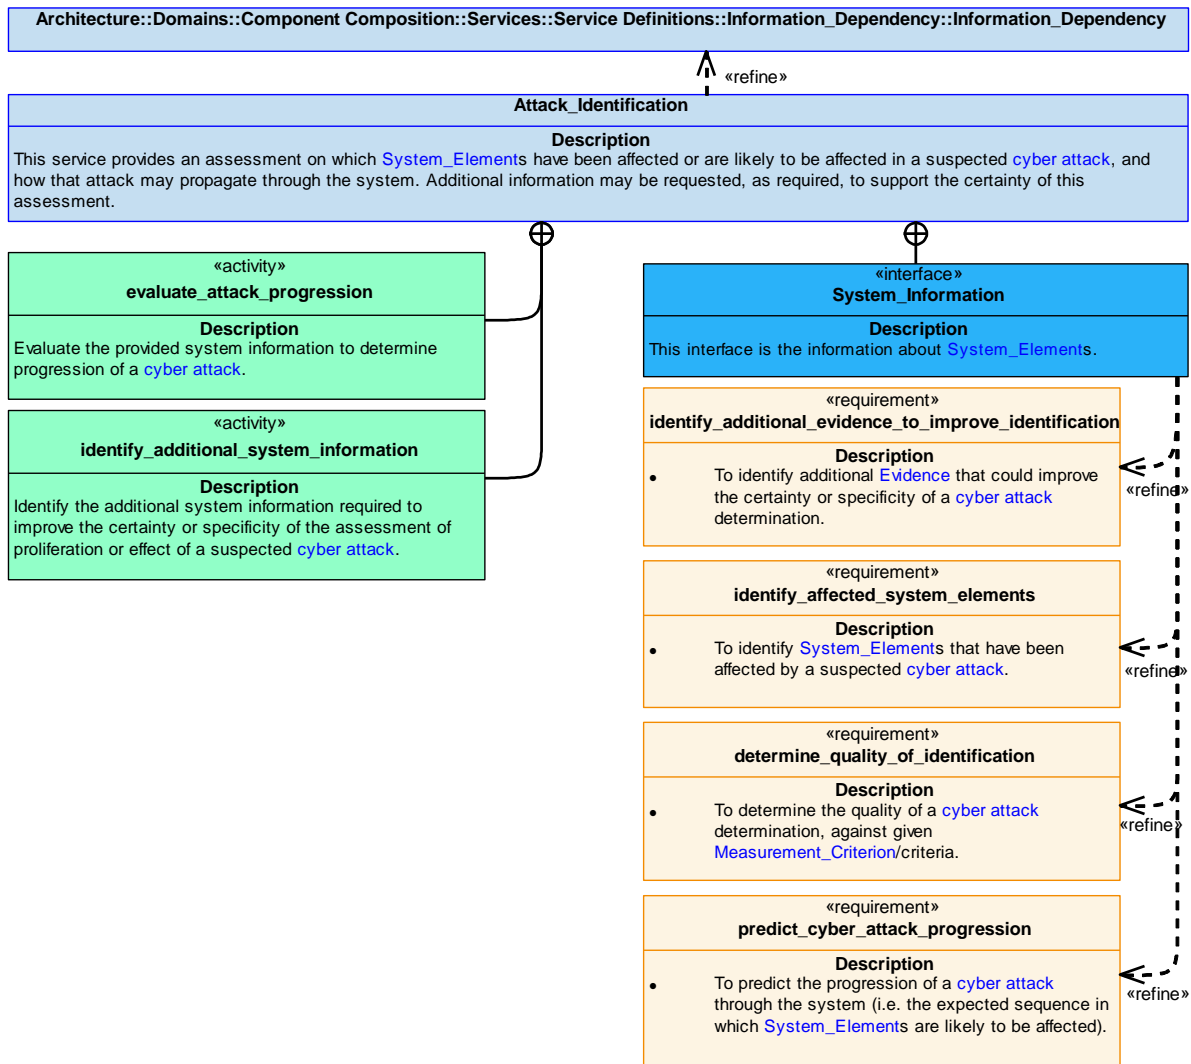 Architecture::Domains::Component Composition::Services::Service Definitions::Information_Dependency::Information_Dependency
«refine»
Attack_Identification
Description
This service provides an assessment on which System_Elements have been affected or are likely to be affected in a suspected cyber attack, and
how that attack may propagate through the system. Additional information may be requested, as required, to support the certainty of this
assessment.
«activity»
evaluate_attack_progression
Description
Evaluate the provided system information to determine
progression of a cyber attack.
«activity»
identify_additional_system_information
Description
Identify the additional system information required to
improve the certainty or specificity of the assessment of
proliferation or effect of a suspected cyber attack.
«interface»
System_Information
Description
This interface is the information about System_Elements.
«requirement»
identify_additional_evidence_to_improve_identification
Description
• To identify additional Evidence that could improve
the certainty or specificity of a cyber attack
determination.
«refine»
«requirement»
identify_affected_system_elements
Description
• To identify System_Elements that have been
affected by a suspected cyber attack.
«refine»
«requirement»
determine_quality_of_identification
Description
• To determine the quality of a cyber attack
determination, against given
Measurement_Criterion/criteria.
«refine»
«requirement»
predict_cyber_attack_progression
Description
• To predict the progression of a cyber attack
through the system (i.e. the expected sequence in
which System_Elements are likely to be affected).
«refine»